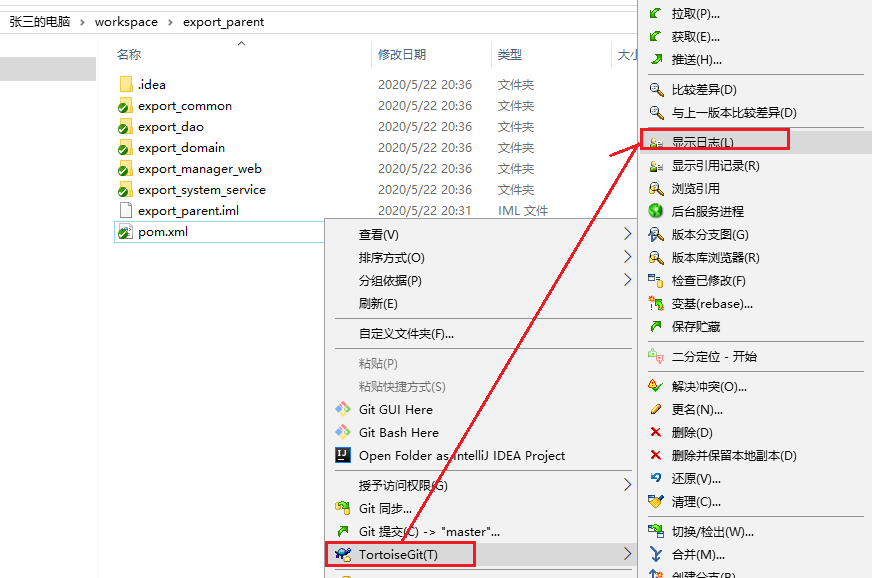 张三的电脑 > workspace > export_parent
名称 修改日期 类型 大小
.idea 2020/5/22 20:36 文件夹
export_common 2020/5/22 20:36 文件夹
export_dao 2020/5/22 20:36 文件夹
export_domain 2020/5/22 20:36 文件夹
export_manager_web 2020/5/22 20:36 文件夹
export_system_service 2020/5/22 20:36 文件夹
export_parent.iml 2020/5/22 20:31 IML 文件
pom.xml
查看(V)
排序方式(O)
分组依据(P)
刷新(E)
自定义文件夹(F)...
粘贴(P)
粘贴快捷方式(S)
Git GUI Here
Git Bash Here
Open Folder as IntelliJ IDEA Project
授予访问权限(G)
Git 同步...
Git 提交(C) -> "master"...
TortoiseGit(T)
拉取(P)...
获取(E)...
推送(H)...
比较差异(D)
与上一版本比较差异(D)
显示日志(L)
显示引用记录(R)
浏览引用
后台服务进程
版本分支图(G)
版本库浏览器(R)
检查已修改(F)
变基(rebase)...
保存贮藏
二分定位 - 开始
解决冲突(O)...
更名(N)...
删除(D)
删除并保留本地副本(D)
还原(V)...
清理(C)...
切换/检出(W)...
合并(M)...
创建分支(B)...